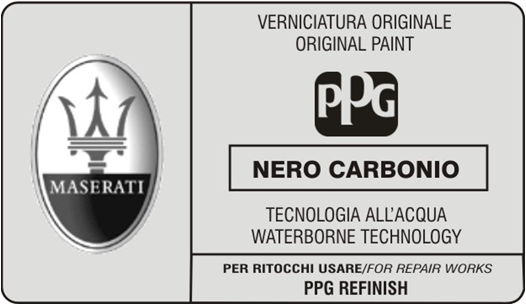 MASERATI
VERNICIATURA ORIGINALE
ORIGINAL PAINT
PPG
NERO CARBONIO
TECNOLOGIA ALL'ACQUA
WATERBORNE TECHNOLOGY
PER RITOCCHI USARE/FOR REPAIR WORKS
PPG REFINISH